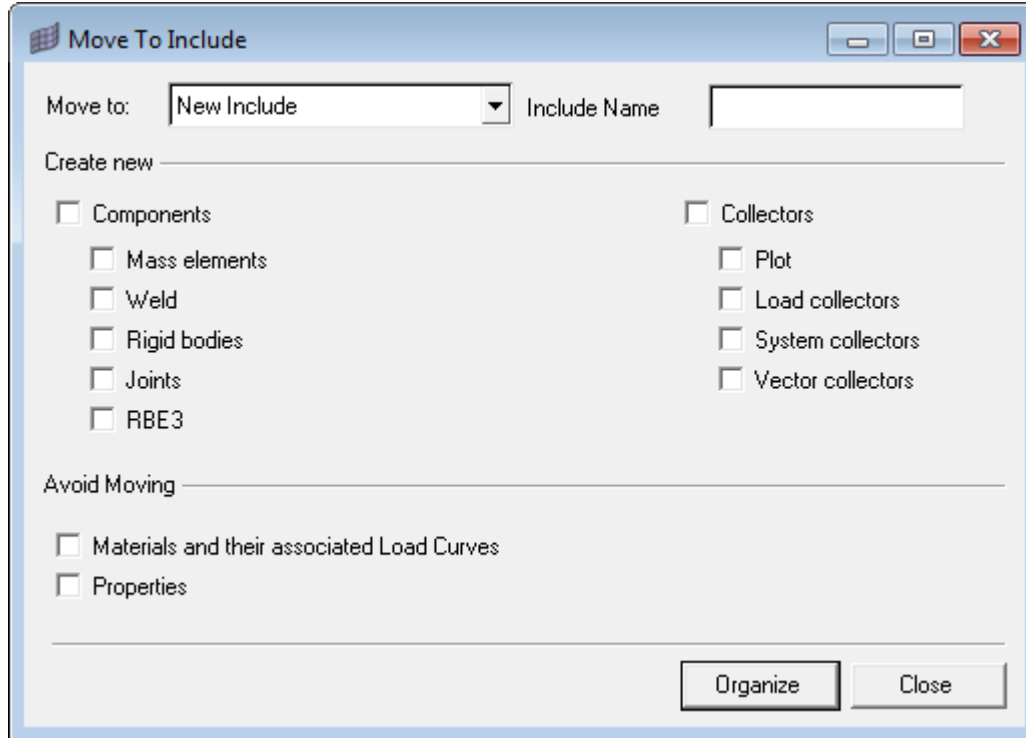 Move To Include
Move to: New Include Include Name
Create new
Components Collectors
Mass elements Plot
Weld Load collectors
Rigid bodies System collectors
Joints Vector collectors
RBE3
Avoid Moving
Materials and their associated Load Curves
Properties
Organize Close